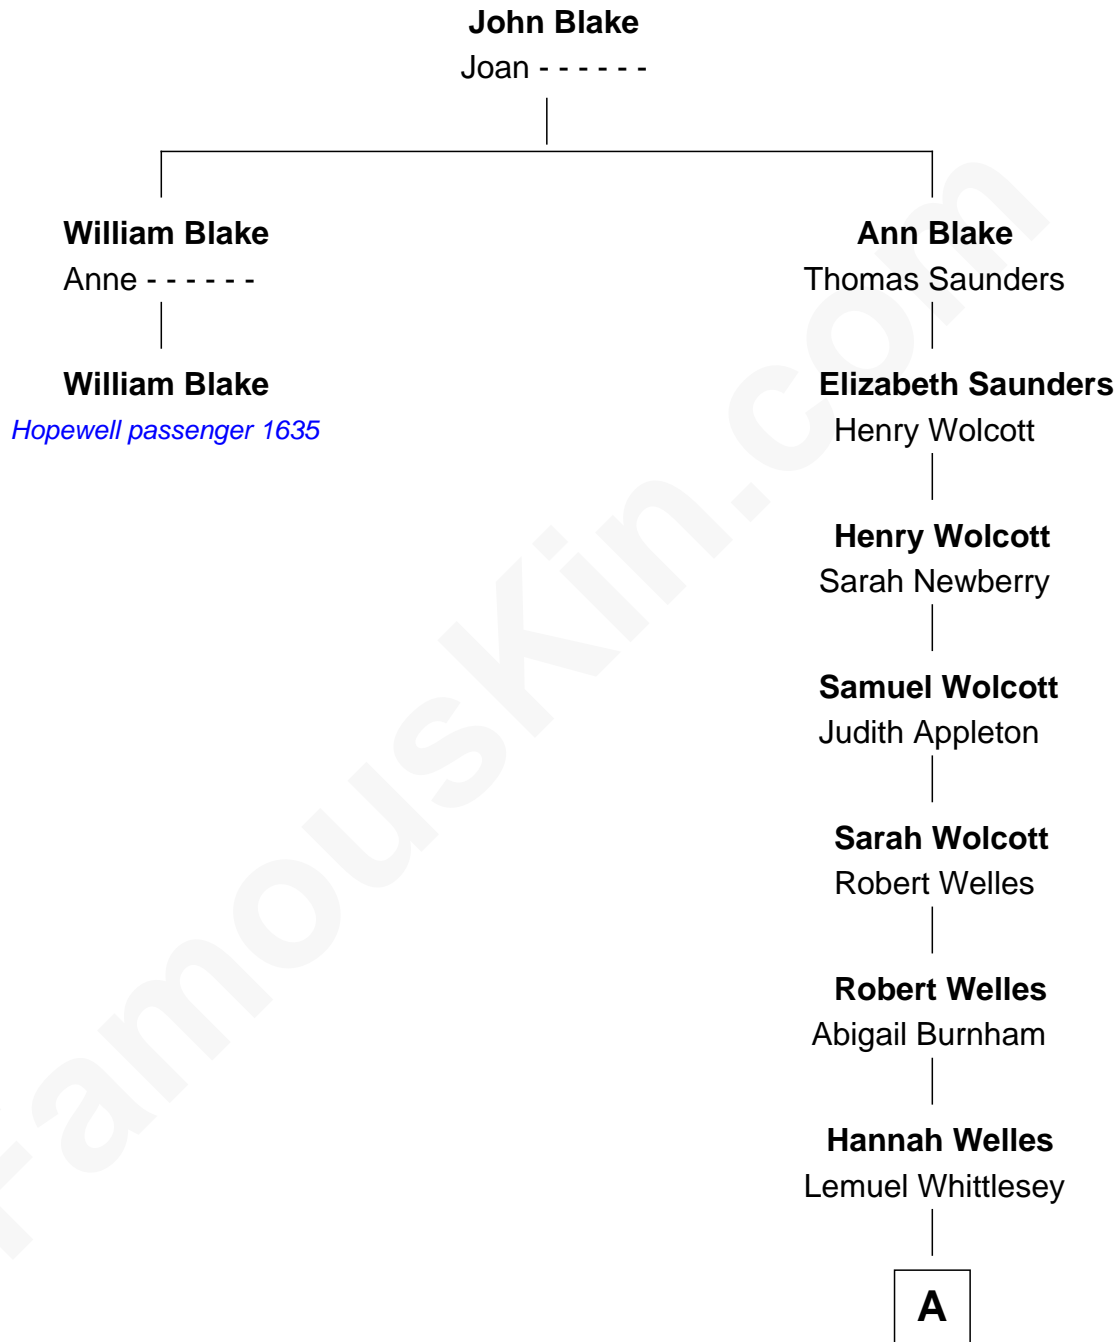 John Blake
Joan - - - - - -
William Blake
Anne - - - - - -
William Blake
Hopewell passenger 1635
Ann Blake
Thomas Saunders
Elizabeth Saunders
Henry Wolcott
Henry Wolcott
Sarah Newberry
Samuel Wolcott
Judith Appleton
Sarah Wolcott
Robert Welles
Robert Welles
Abigail Burnham
Hannah Welles
Lemuel Whittlesey
A
FamousKin.com